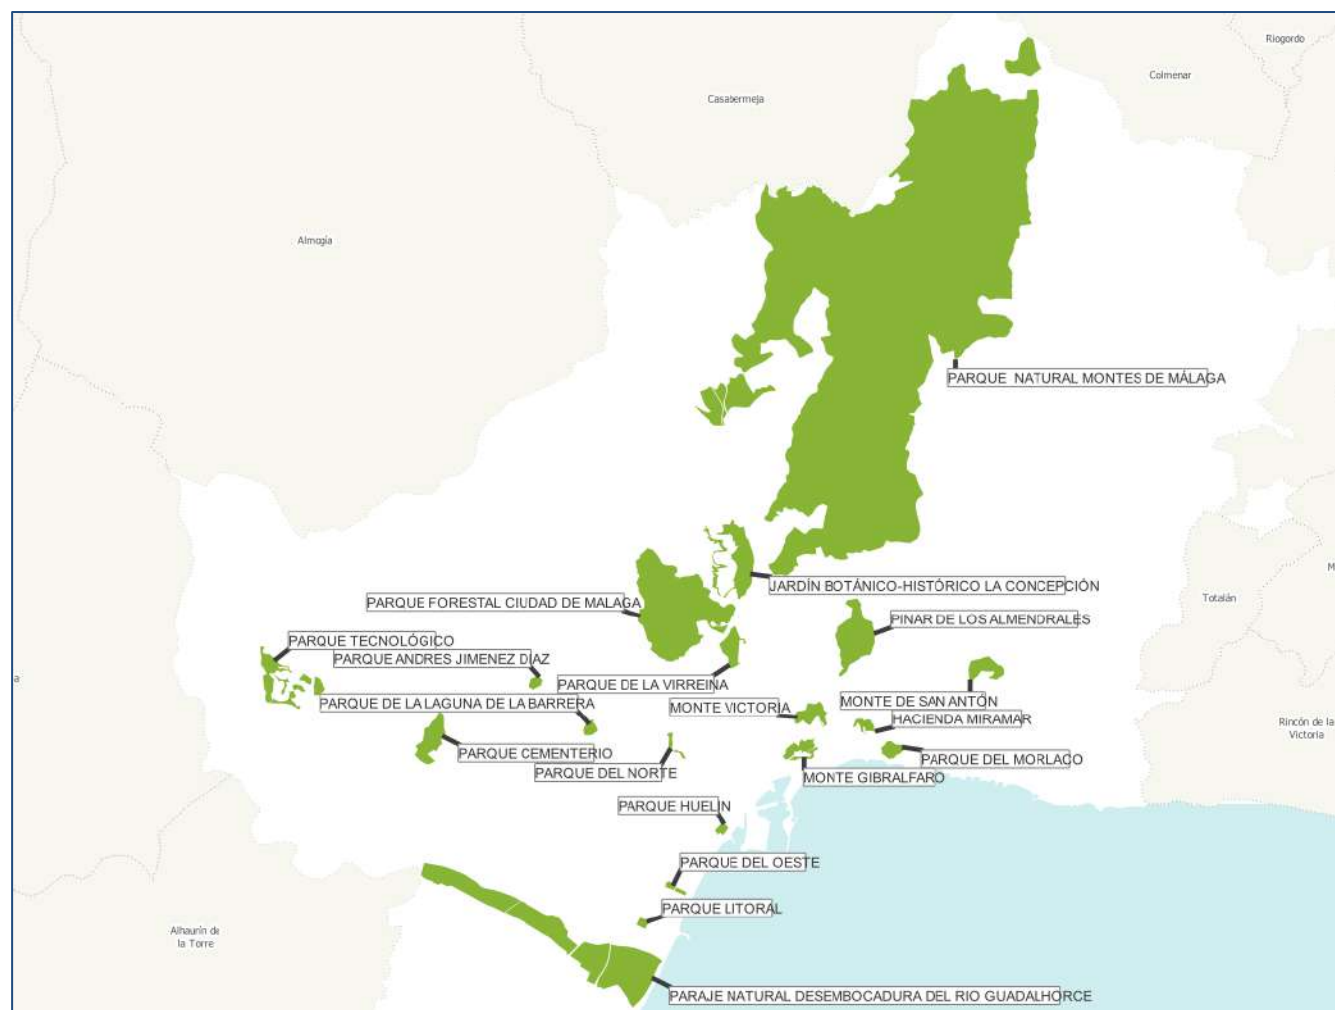 Riogordo
Colmenar
Casabermeja
Almogía
PARQUE NATURAL MONTES DE MÁLAGA
JARDÍN BOTÁNICO-HISTÓRICO LA CONCEPCIÓN
PARQUE FORESTAL CIUDAD DE MALAGA
Totalán
PINAR DE LOS ALMENDRALES
PARQUE TECNOLÓGICO
PARQUE ANDRES JIMENEZ DÍAZ
a
PARQUE DE LA VIRREINA
MONTE DE SAN ANTÓN
PARQUE DE LA LAGUNA DE LA BARRERA
MONTE VICTORIA
HACIENDA MIRAMAR
Rincón de la
Victoria
PARQUE CEMENTERIO
PARQUE DEL MORLACO
PARQUE DEL NORTE
MONTE GIBRALFARO
PARQUE HUELIN
PARQUE DEL OESTE
PARQUE LITORAL
Alhaurín de
la Torre
PARAJE NATURAL DESEMBOCADURA DEL RIO GUADALHORCE